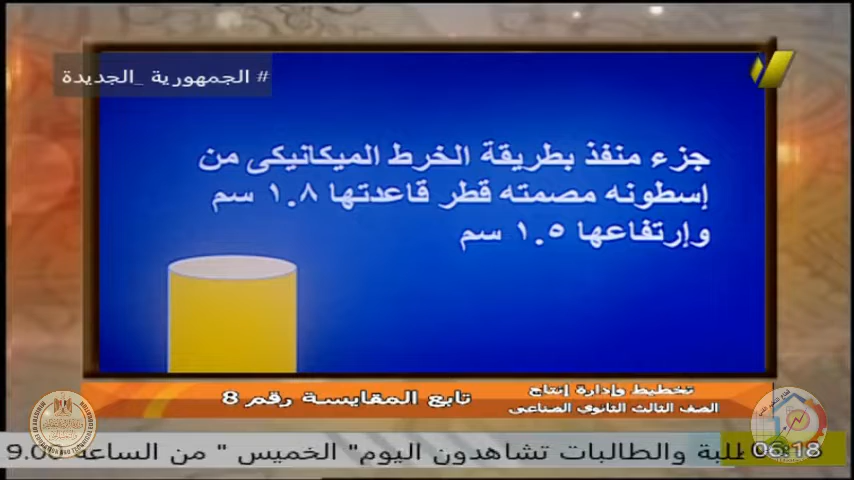 # الجمهورية _الجديدة
جزء منفذ بطريقة الخرط الميكانيكى من
إسطونه مصمته قطر قاعدتها ١.٨ سم
وإرتفاعها ١.٥ سم
تخطيط وإدارة إنتاج
الصف الثالث الثانوى الصناعى
تابع المقايسة رقم 8
والطالبات تشاهدون اليوم" الخميس " من الساعة 9.00
06:18